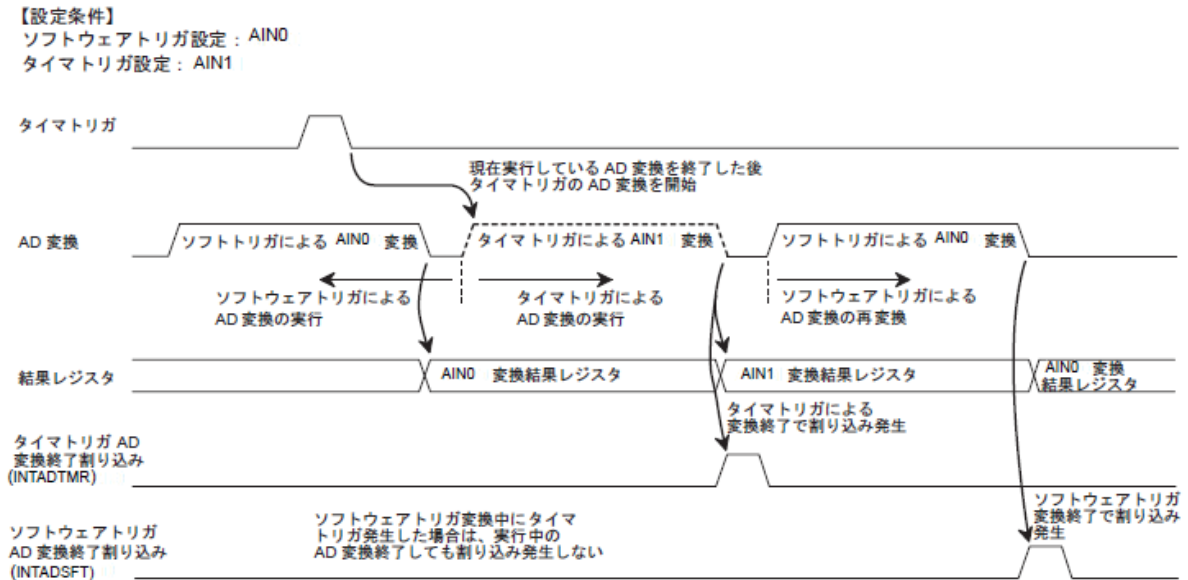 【設定条件】
ソフトウェアトリガ設定： AIN0
タイマトリガ設定： AIN1
タイマトリガ
現在実行している AD 変換を終了した後
タイマトリガの AD 変換を開始
AD 変換
ソフトトリガによる AIN0 変換
タイマトリガによる AIN1 変換
ソフトトリガによる AIN0 変換
ソフトウェアトリガによる
AD 変換の実行
タイマトリガによる
AD 変換の実行
ソフトウェアトリガによる
AD 変換の再変換
結果レジスタ
AIN0 変換結果レジスタ
AIN1 変換結果レジスタ
AIN0 変換
結果レジスタ
タイマトリガによる
変換終了で割り込み発生
タイマトリガ AD
変換終了割り込み
(INTADTMR)
ソフトウェアトリガ
AD 変換終了割り込み
(INTADSFT)
ソフトウェアトリガ変換中にタイマ
トリガ発生した場合は、実行中の
AD 変換終了しても割り込み発生しない
ソフトウェアトリガ
変換終了で割り込み
発生